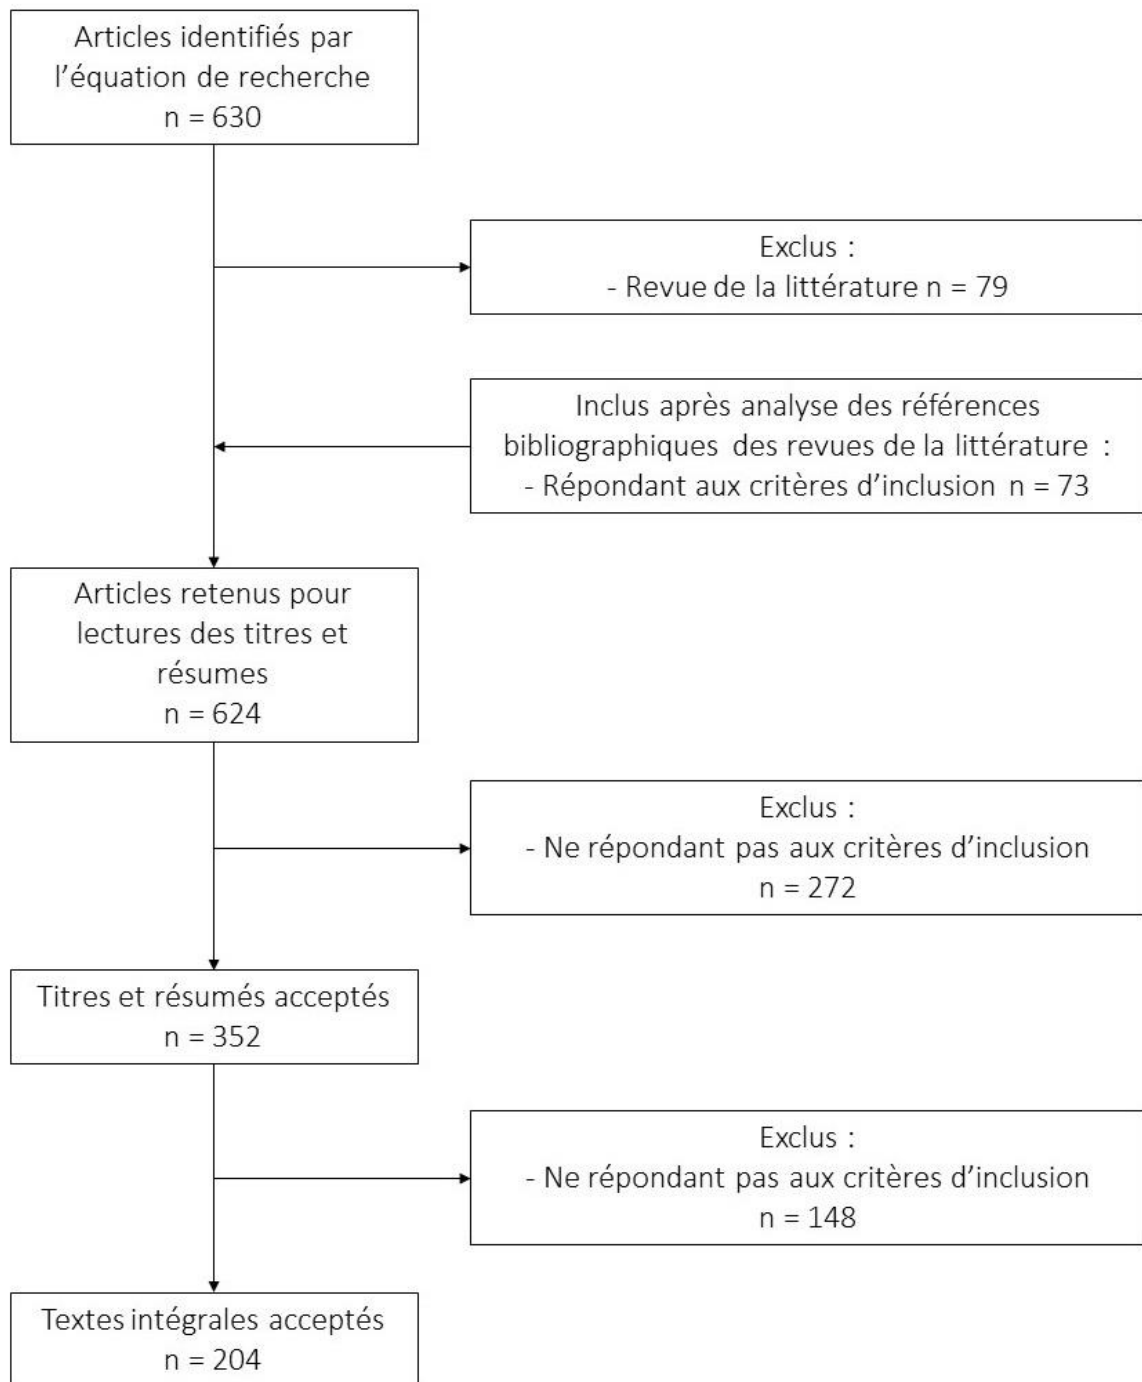 Articles identifiés par
l’équation de recherche
n = 630
Exclus :
- Revue de la littérature n = 79
Inclus après analyse des références
bibliographiques des revues de la littérature :
- Répondant aux critères d’inclusion n = 73
Articles retenus pour
lectures des titres et
résumes
n = 624
Exclus :
- Ne répondant pas aux critères d’inclusion
n = 272
Titres et résumés acceptés
n = 352
Exclus :
- Ne répondant pas aux critères d’inclusion
n = 148
Textes intégrales acceptés
n = 204